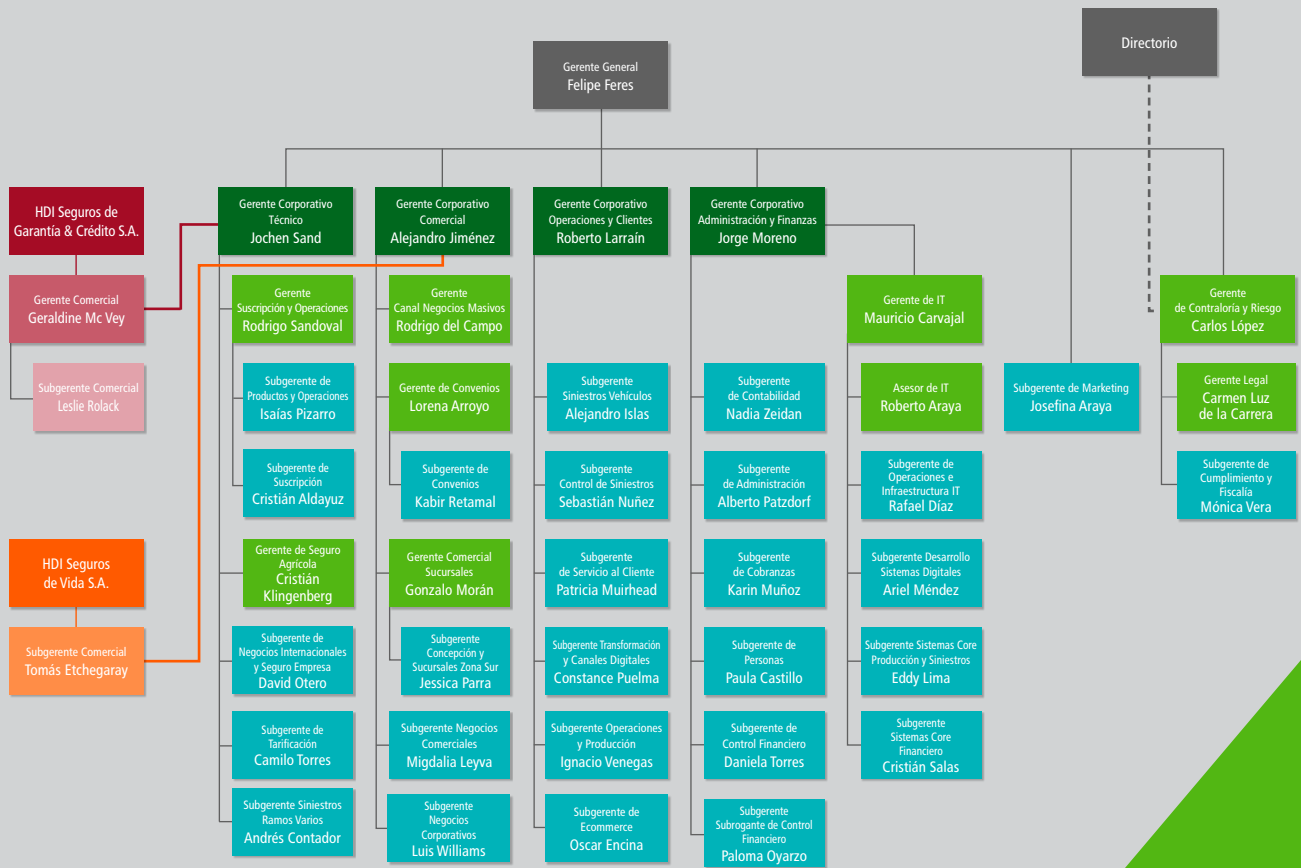 Directorio
Gerente General
Felipe Feres
HDI Seguros de
Garantía & Crédito S.A.
Gerente Corporativo
Técnico
Jochen Sand
Gerente Corporativo
Comercial
Alejandro Jiménez
Gerente Corporativo
Operaciones y Clientes
Roberto Larraín
Gerente Corporativo
Administración y Finanzas
Jorge Moreno
Gerente Comercial
Geraldine Mc Vey
Gerente
Suscripción y Operaciones
Rodrigo Sandoval
Gerente
Canal Negocios Masivos
Rodrigo del Campo
Gerente de IT
Mauricio Carvajal
Gerente
de Contraloría y Riesgo
Carlos López
Subgerente Comercial
Leslie Rolack
Subgerente de
Productos y Operaciones
Isaías Pizarro
Gerente de Convenios
Lorena Arroyo
Subgerente
Siniestros Vehículos
Alejandro Islas
Subgerente
de Contabilidad
Nadia Zeidan
Asesor de IT
Roberto Araya
Subgerente de Marketing
Josefina Araya
Gerente Legal
Carmen Luz
de la Carrera
Subgerente de
Suscripción
Cristián Aldayuz
Subgerente de
Convenios
Kabir Retamal
Subgerente
Control de Siniestros
Sebastián Nuñez
Subgerente
de Administración
Alberto Patzdorf
Subgerente de
Operaciones e
Infraestructura IT
Rafael Díaz
Subgerente de
Cumplimiento y
Fiscalía
Mónica Vera
HDI Seguros
de Vida S.A.
Gerente de Seguro
Agrícola
Cristián
Klingenberg
Gerente Comercial
Sucursales
Gonzalo Morán
Subgerente
de Servicio al Cliente
Patricia Muirhead
Subgerente
de Cobranzas
Karin Muñoz
Subgerente Desarrollo
Sistemas Digitales
Ariel Méndez
Subgerente Comercial
Tomás Etchegaray
Subgerente de
Negocios Internacionales
y Seguro Empresa
David Otero
Subgerente
Concepción y
Sucursales Zona Sur
Jessica Parra
Subgerente Transformación
y Canales Digitales
Constance Puelma
Subgerente de
Personas
Paula Castillo
Subgerente Sistemas Core
Producción y Siniestros
Eddy Lima
Subgerente de
Tarificación
Camilo Torres
Subgerente Negocios
Comerciales
Migdalia Leyva
Subgerente Operaciones
y Producción
Ignacio Venegas
Subgerente de
Control Financiero
Daniela Torres
Subgerente
Sistemas Core
Financiero
Cristián Salas
Subgerente Siniestros
Ramos Varios
Andrés Contador
Subgerente
Negocios
Corporativos
Luis Williams
Subgerente de
Ecommerce
Oscar Encina
Subgerente
Subrogante de Control
Financiero
Paloma Oyarzo